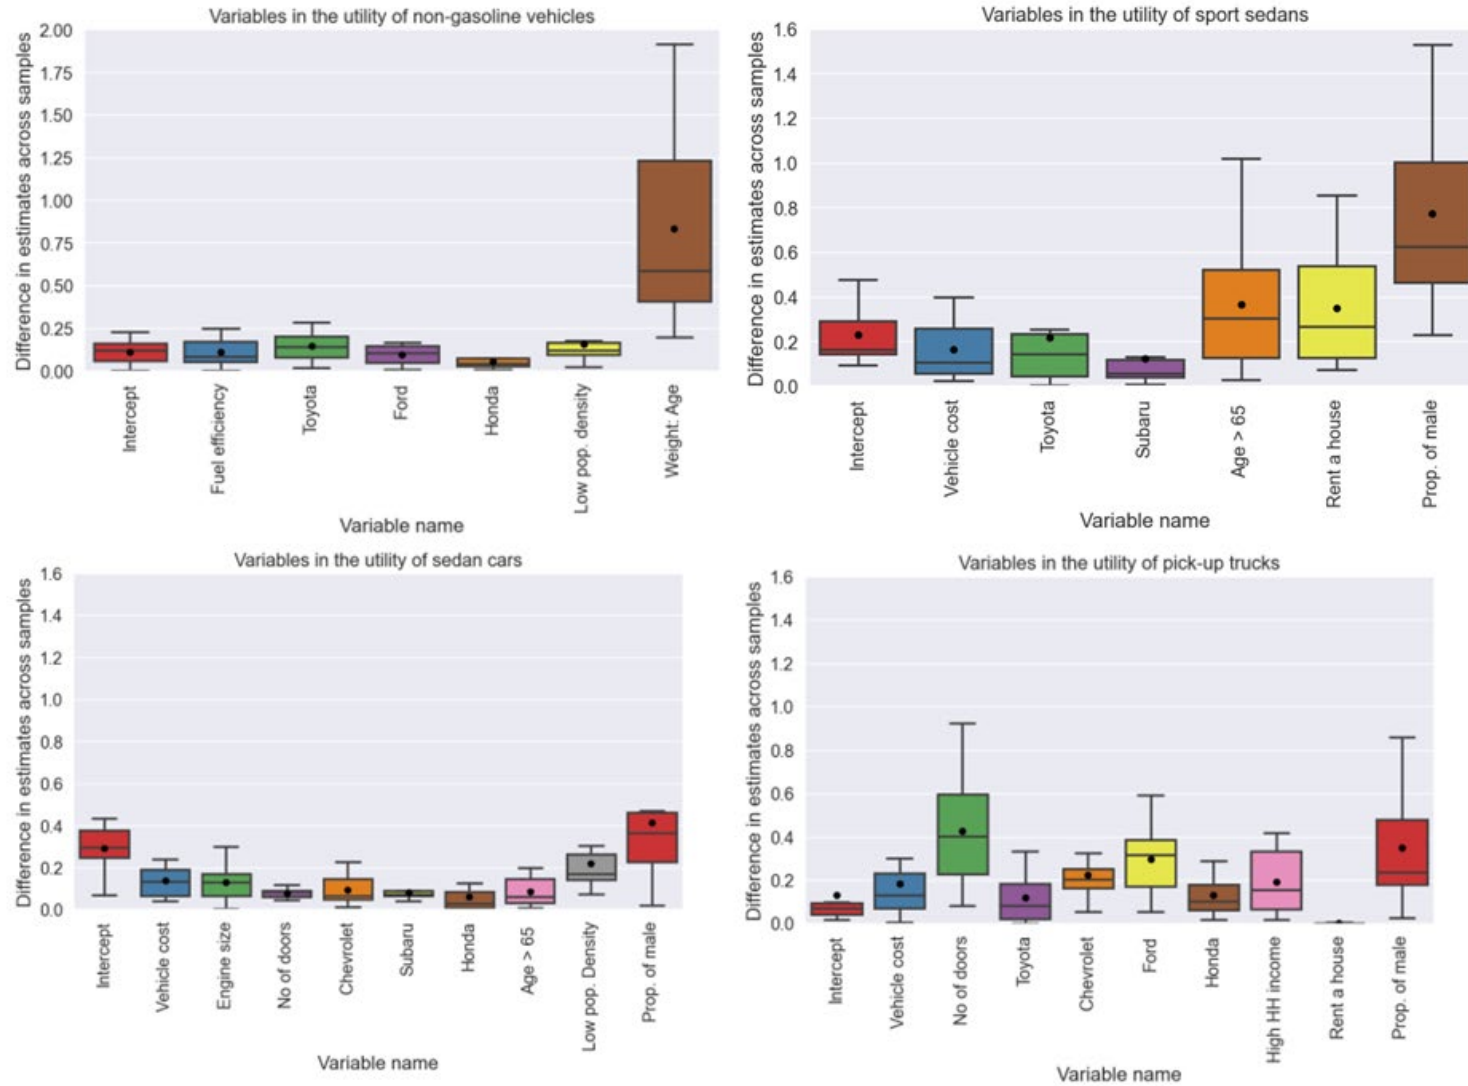 Variables in the utility of non-gasoline vehicles
Difference in estimates across samples
2.00
1.75
1.50
1.25
1.00
0.75
0.50
0.25
0.00
Intercept
Fuel efficiency
Toyota
Ford
Honda
Low pop. density
Weight: Age
Variable name
Variables in the utility of sport sedans
Difference in estimates across samples
1.6
1.4
1.2
1.0
0.8
0.6
0.4
0.2
0.0
Intercept
Vehicle cost
Toyota
Subaru
Age > 65
Rent a house
Prop. of male
Variable name
Variables in the utility of sedan cars
Difference in estimates across samples
1.6
1.4
1.2
1.0
0.8
0.6
0.4
0.2
0.0
Intercept
Vehicle cost
Engine size
No of doors
Chevrolet
Subaru
Honda
Age > 65
Low pop. Density
Prop. of male
Variable name
Variables in the utility of pick-up trucks
Difference in estimates across samples
1.6
1.4
1.2
1.0
0.8
0.6
0.4
0.2
0.0
Intercept
Vehicle cost
No of doors
Toyota
Chevrolet
Ford
Honda
High HH income
Rent a house
Prop. of male
Variable name